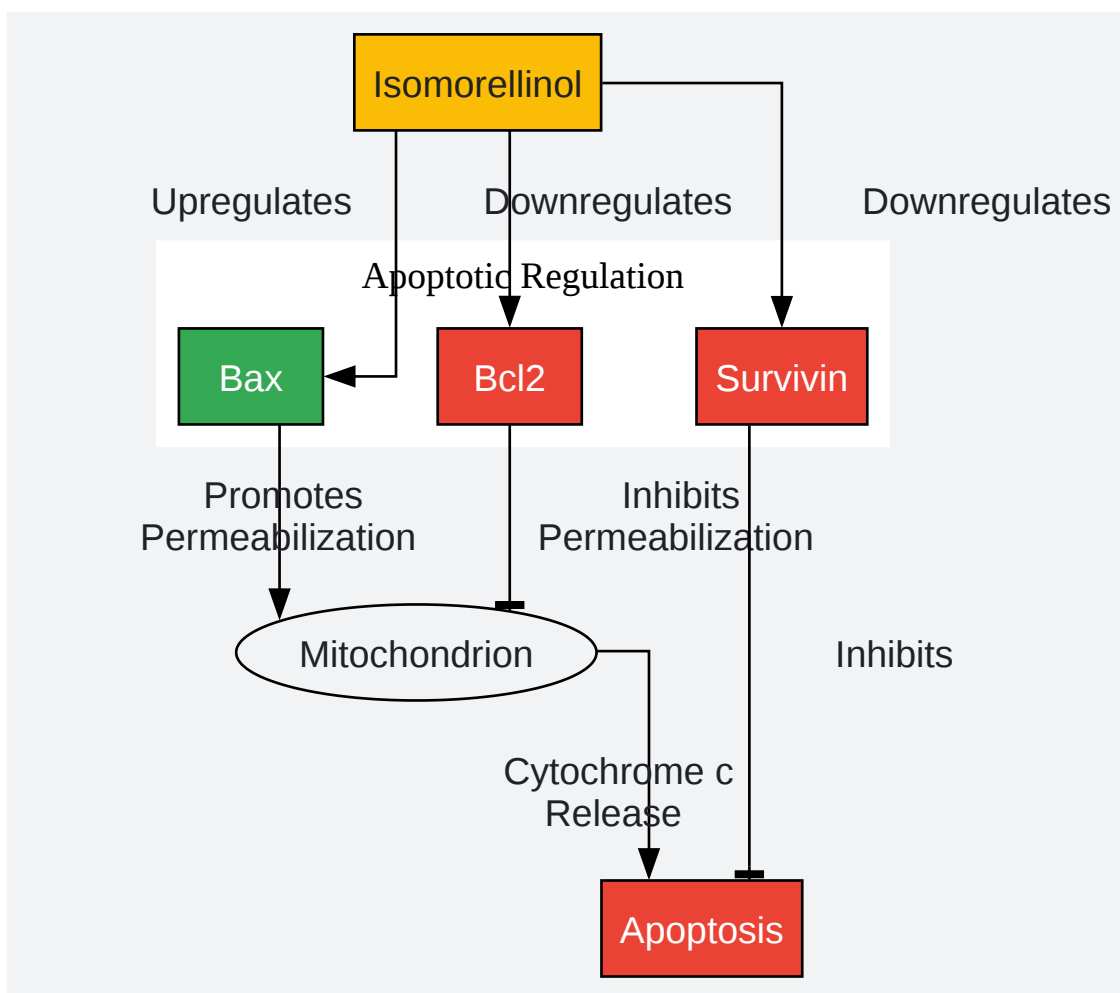 Isomorellinol
Upregulates
Downregulates
Downregulates
Apoptotic Regulation
Bax
Bcl2
Survivin
Promotes
Permeabilization
Inhibits
Permeabilization
Mitochondrion
Inhibits
Cytochrome c
Release
Apoptosis